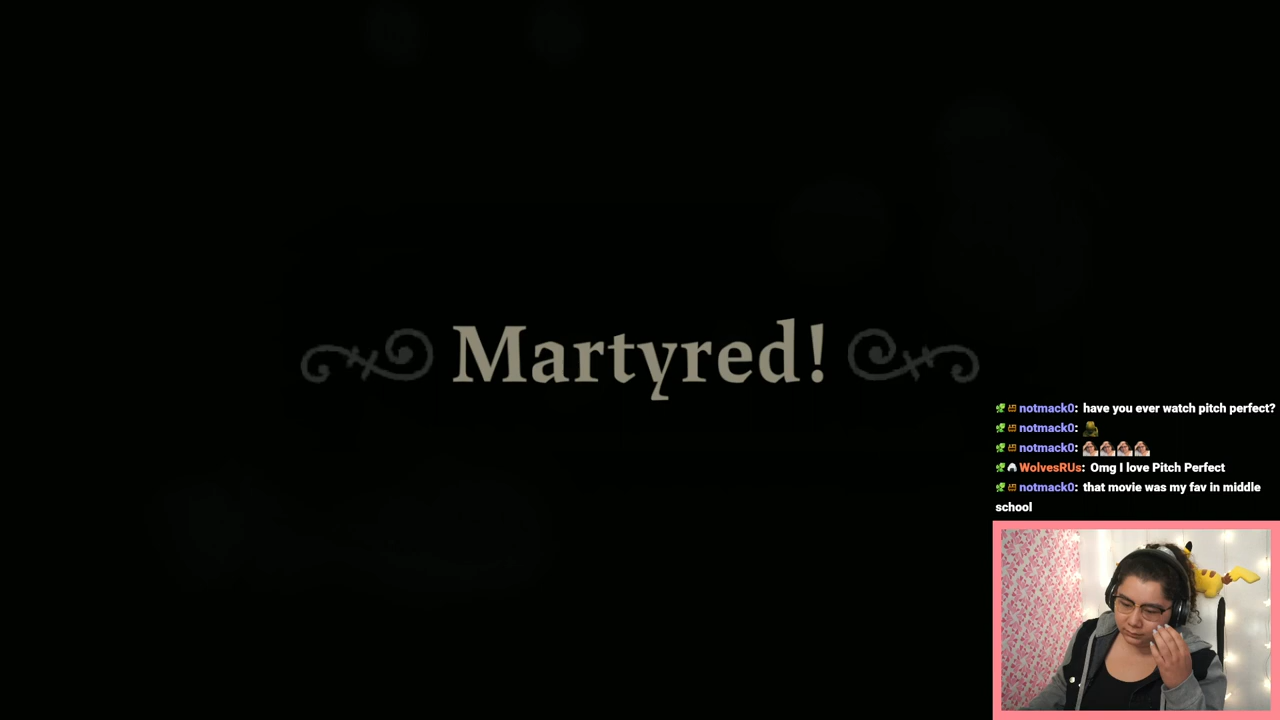 Martyred!
notmack0: have you ever watch pitch perfect?
notmack0:
notmack0:
WolvesRUs: Omg I love Pitch Perfect
notmack0: that movie was my fav in middle
school